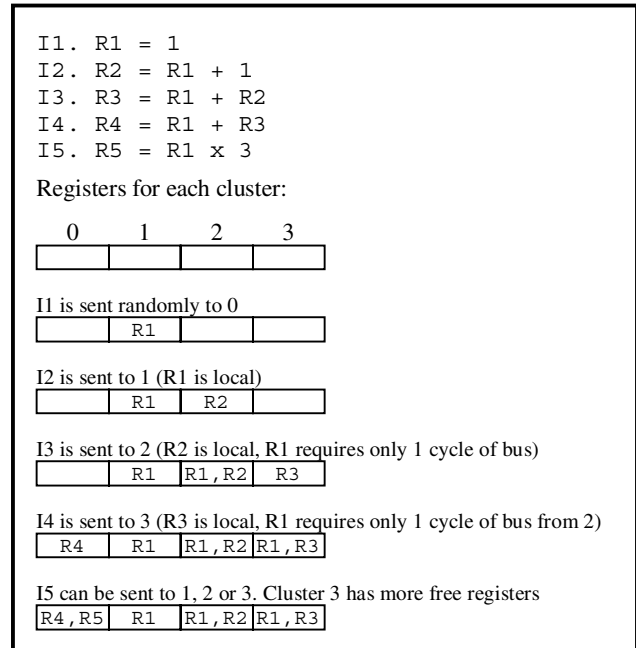 I1. R1 = 1
I2. R2 = R1 + 1
I3. R3 = R1 + R2
I4. R4 = R1 + R3
I5. R5 = R1 x 3
Registers for each cluster:
0 1 2 3
I1 is sent randomly to 0
R1
I2 is sent to 1 (R1 is local)
R1 R2
I3 is sent to 2 (R2 is local, R1 requires only 1 cycle of bus)
R1 R1,R2 R3
I4 is sent to 3 (R3 is local, R1 requires only 1 cycle of bus from 2)
R4 R1 R1,R2 R1,R3
I5 can be sent to 1, 2 or 3. Cluster 3 has more free registers
R4,R5 R1 R1,R2 R1,R3